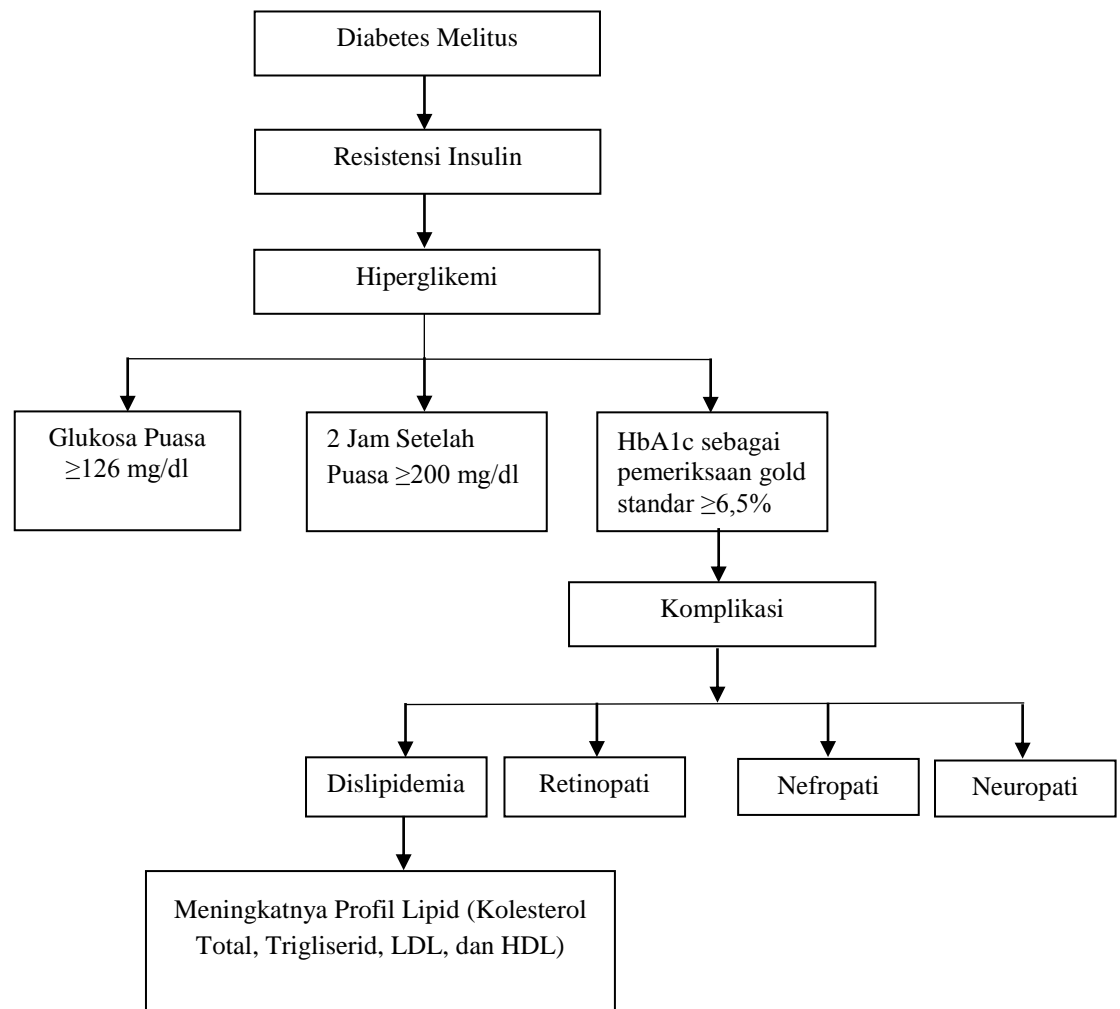 Diabetes Melitus
Resistensi Insulin
Hiperglikemi
Glukosa Puasa
≥126 mg/dl
2 Jam Setelah
Puasa ≥200 mg/dl
HbA1c sebagai
pemeriksaan gold
standar ≥6,5%
Komplikasi
Dislipidemia
Retinopati
Nefropati
Neuropati
Meningkatnya Profil Lipid (Kolesterol
Total, Trigliserid, LDL, dan HDL)